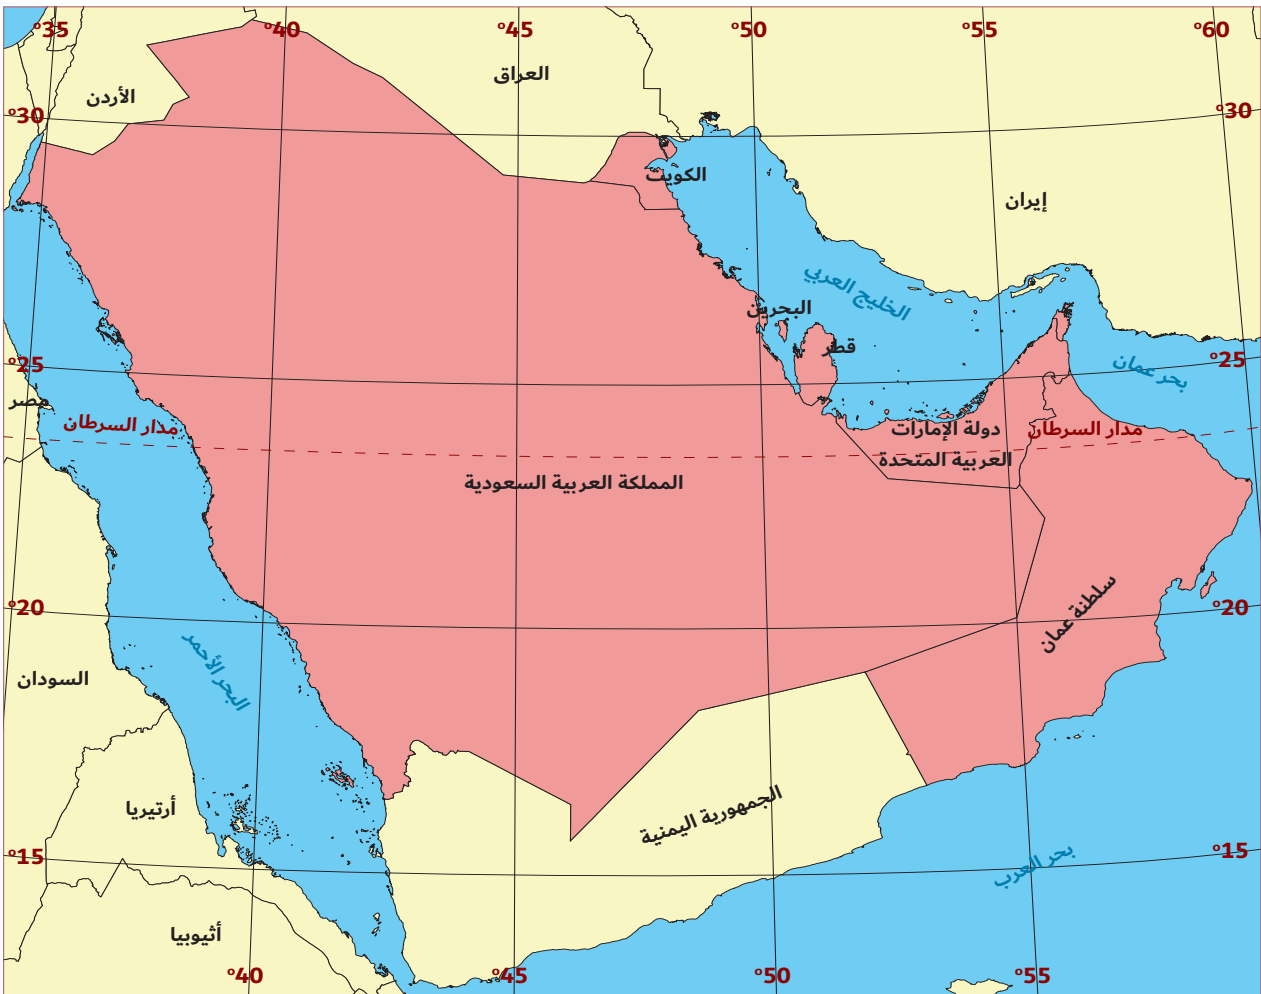 °35
°40
°45
°50
°55
°60
العراق
الأردن
°30
°30
الكويت
إيران
الخليج العربي
البحرين
قطر
°25
°25
بحر عمان
مصر
مدار السرطان
مدار السرطان
دولة الإمارات
العربية المتحدة
المملكة العربية السعودية
سلطنة عمان
°20
°20
البحر الأحمر
السودان
الجمهورية اليمنية
أرتيريا
°15
°15
بحر العرب
أثيوبيا
°40
°45
°50
°55